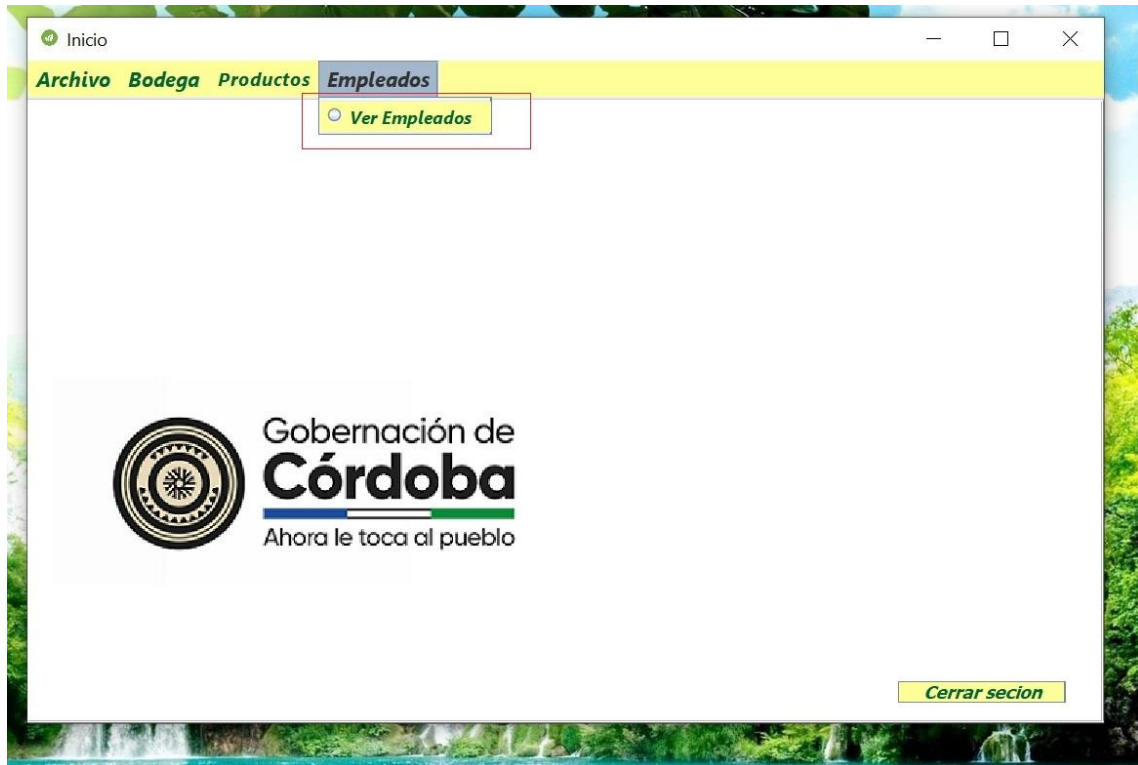 Inicio
Archivo Bodega Productos Empleados
Ver Empleados
Gobernación de
Córdoba
Ahora le toca al pueblo
Cerrar secion